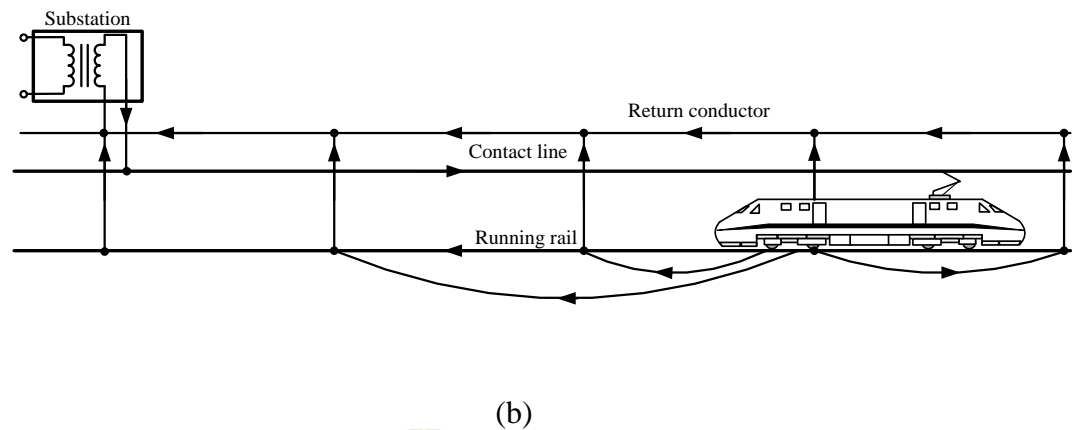 Substation
Return conductor
Contact line
Running rail
(b)